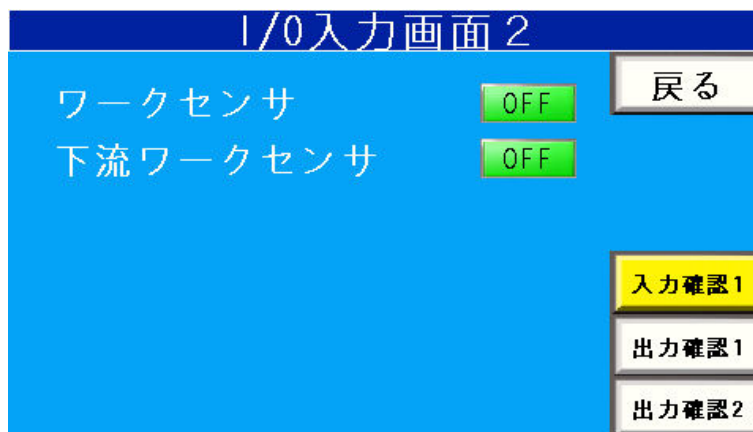 I/O入力画面2
戻る
ワークセンサ OFF
下流ワークセンサ OFF
入力確認1
出力確認1
出力確認2